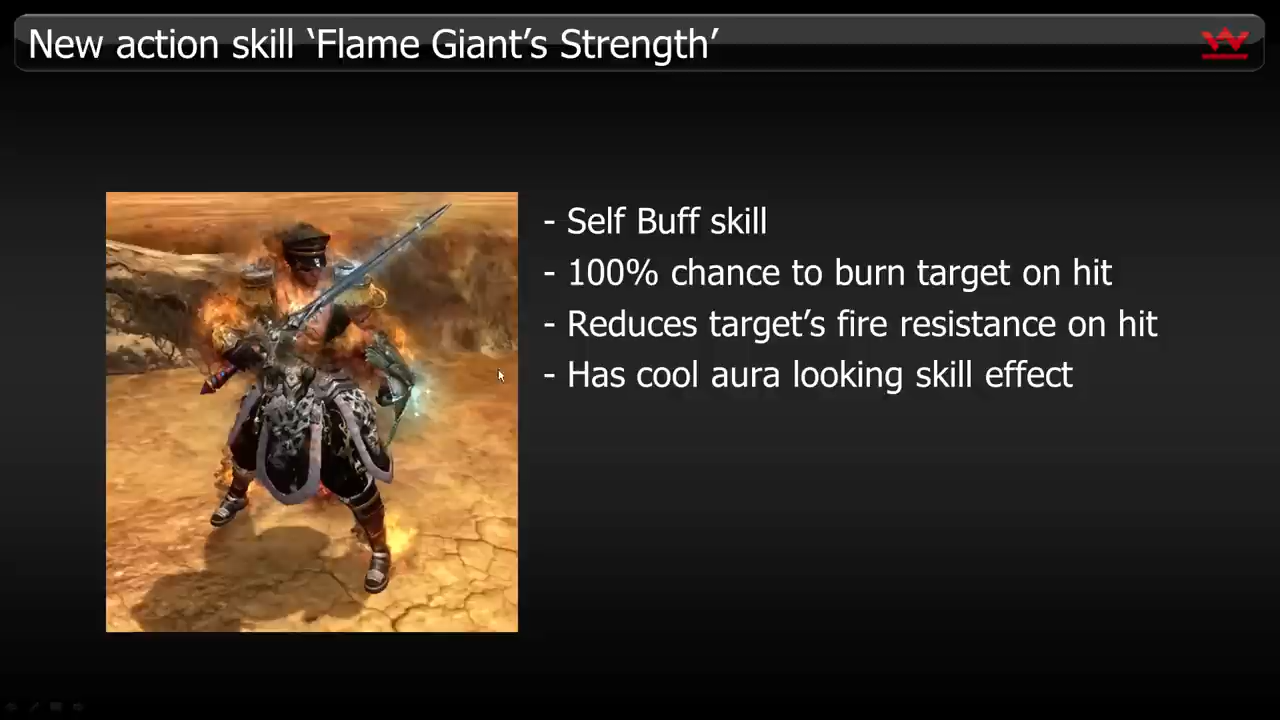 New action skill ‘Flame Giant’s Strength’
- Self Buff skill
- 100% chance to burn target on hit
- Reduces target’s fire resistance on hit
- Has cool aura looking skill effect